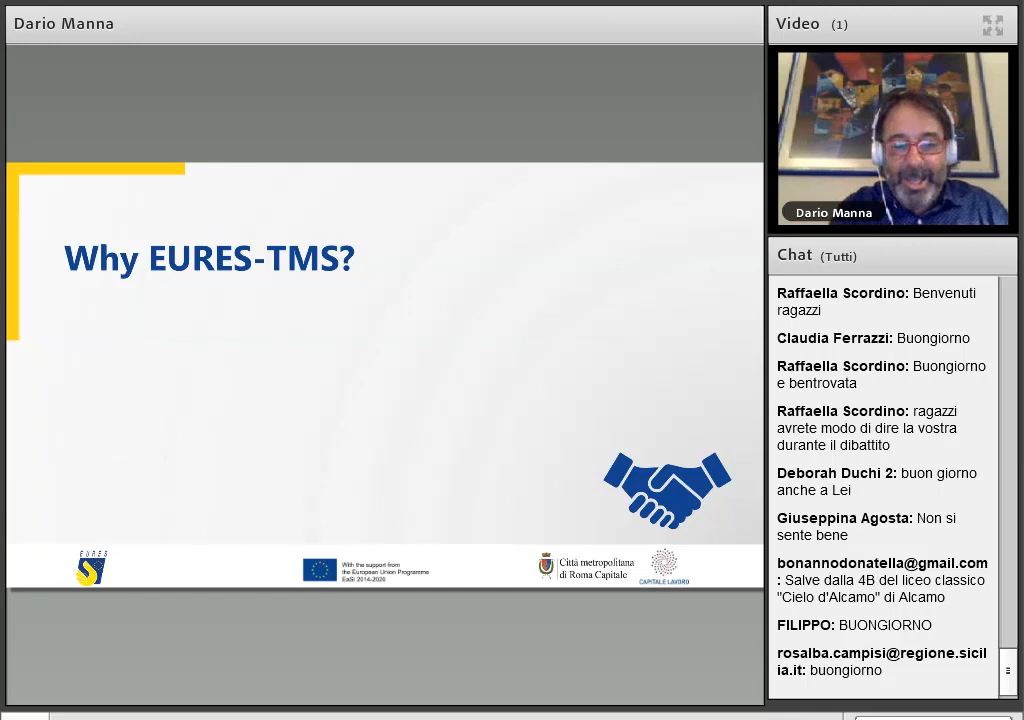 Dario Manna
Why EURES-TMS?
EURES
With the support from
the European Union Programme
EaSI 2014-2020
Città metropolitana
di Roma Capitale
CAPITALE LAVORO
Video (1)
Dario Manna
Chat (Tutti)
Raffaella Scordino: Benvenuti
ragazzi
Claudia Ferrazzi: Buongiorno
Raffaella Scordino: Buongiorno
e bentrovata
Raffaella Scordino: ragazzi
avrete modo di dire la vostra
durante il dibattito
Deborah Duchi 2: buon giorno
anche a Lei
Giuseppina Agosta: Non si
sente bene
bonannodonatella@gmail.com
: Salve dalla 4B del liceo classico
"Cielo d'Alcamo" di Alcamo
FILIPPO: BUONGIORNO
rosalba.campisi@regione.sicil
ia.it: buongiorno